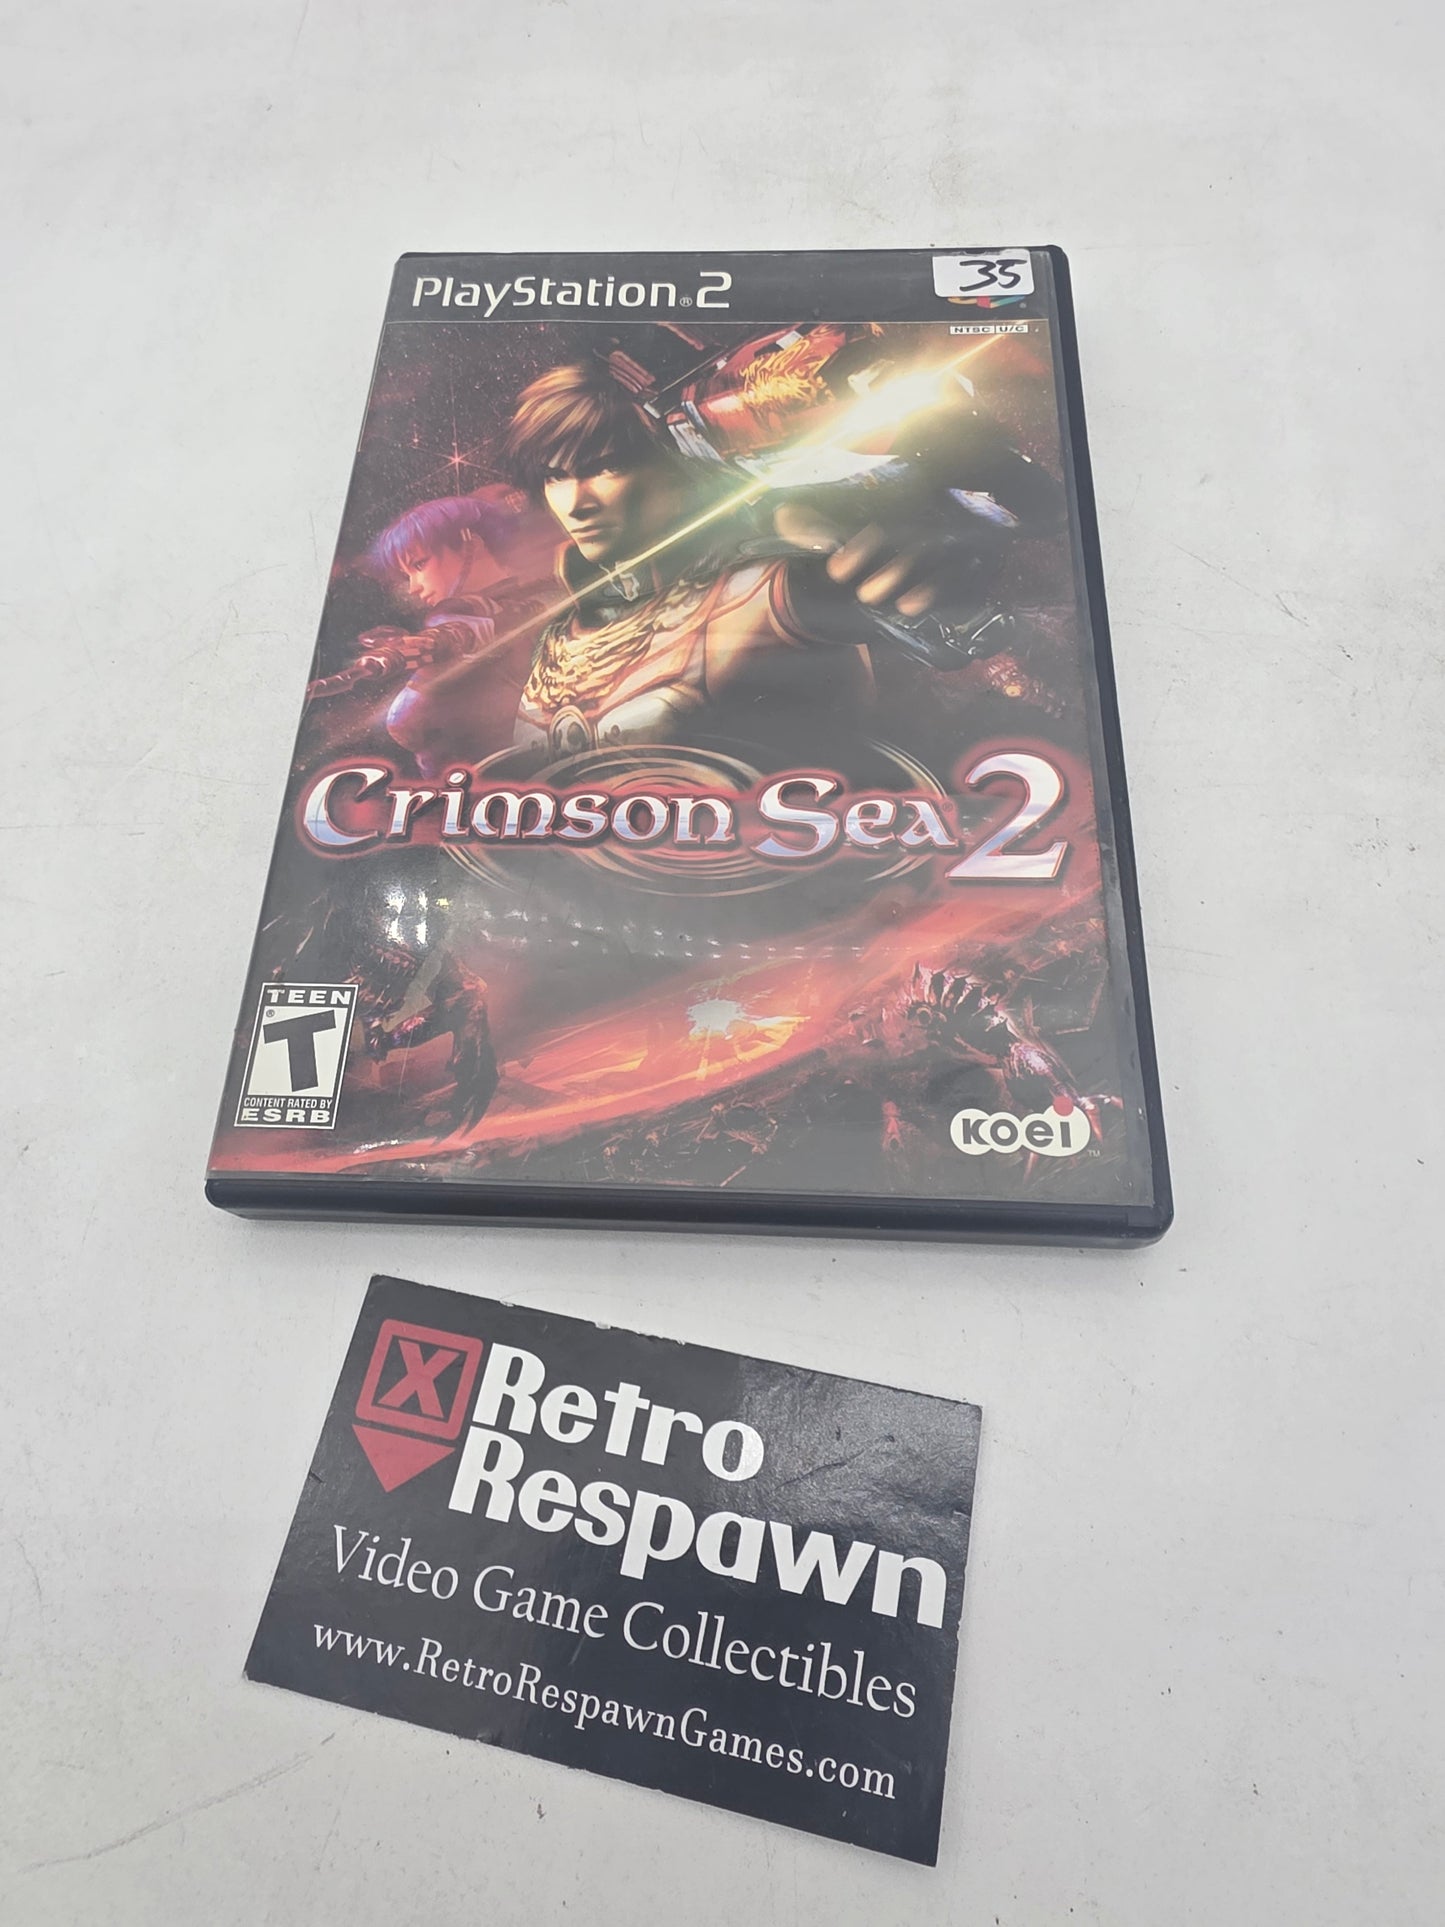 PlayStation®2
35
NTSC U/C
Crimson Sea®2
TEEN
®
T
CONTENT RATED BY
ESRB
KOEI
TM
X Retro
Respawn
Video Game Collectibles
www.RetroRespawnGames.com